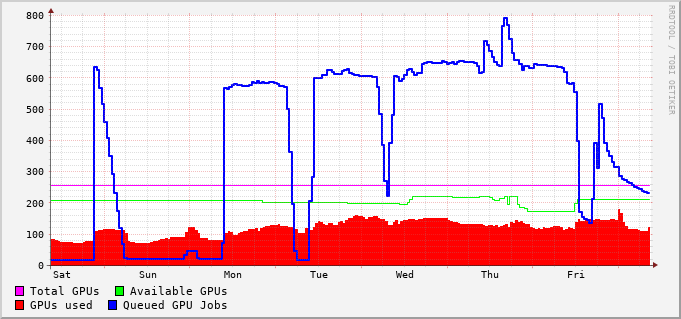 800
700
600
500
400
300
200
100
0
Sat Sun Mon Tue Wed Thu Fri
Total GPUs Available GPUs
GPUs used Queued GPU Jobs
RRDTOOL / TOBI OETIKER